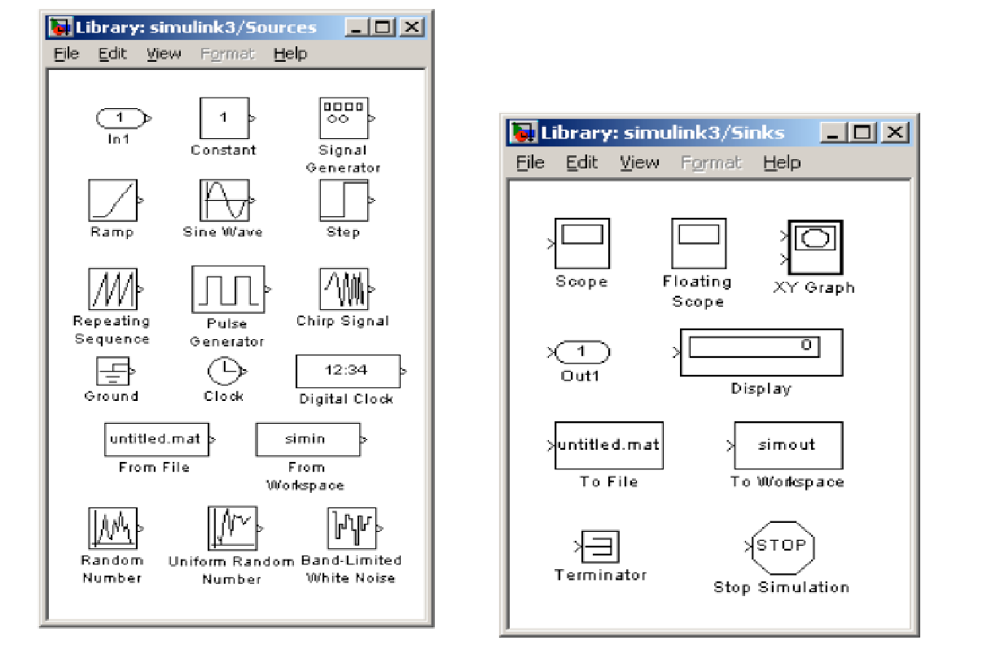 Library: simulink3/Sources
File Edit View Format Help
1
In1
1
Constant
Signal
Generator
Ramp
Sine Wave
Step
Repeating
Sequence
Pulse
Generator
Chirp Signal
Ground
Clock
12:34
Digital Clock
untitled.mat
From File
simin
From
Workspace
Random
Number
Uniform Random
Number
Band-Limited
White Noise
Library: simulink3/Sinks
File Edit View Format Help
Scope
Floating
Scope
XY Graph
1
Out1
0
Display
untitled.mat
To File
simout
To Workspace
Terminator
STOP
Stop Simulation